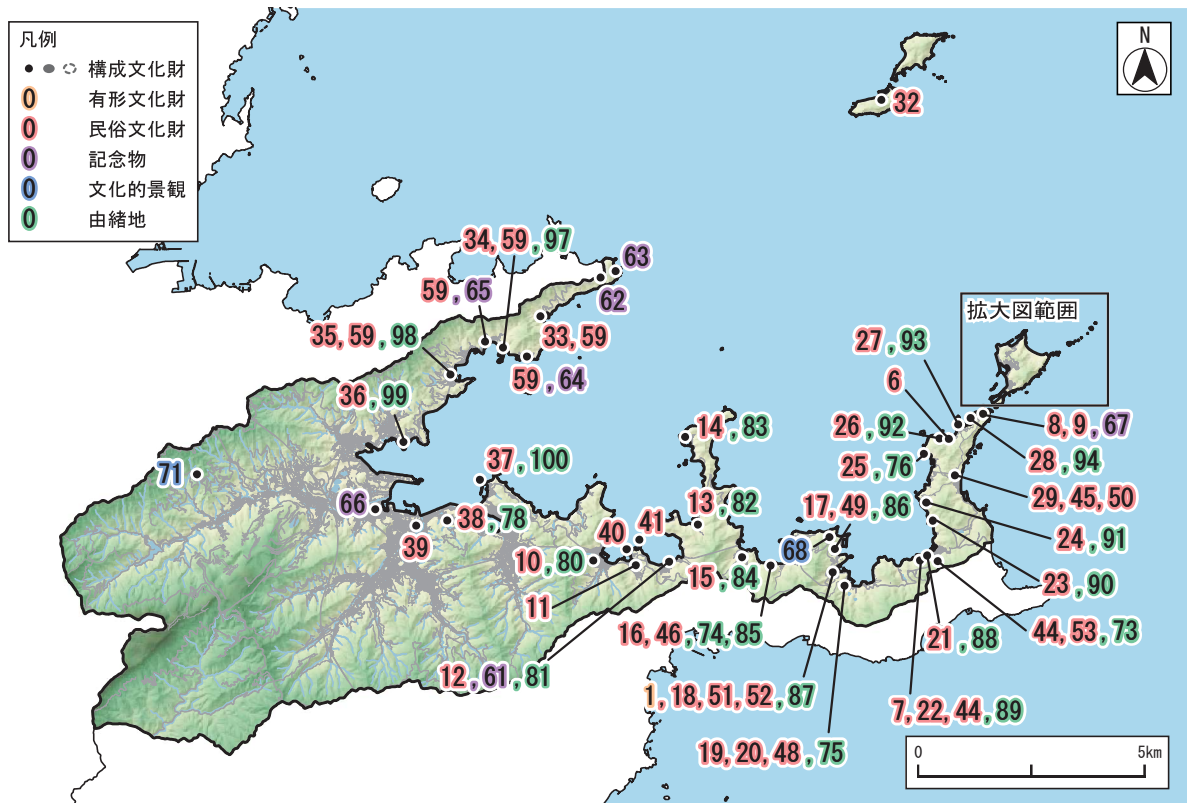 凡例
構成文化財
0 有形文化財
0 民俗文化財
0 記念物
0 文化的景観
0 由緒地
N
32
34, 59, 97
63
59, 65
62
35, 59, 98
33, 59
59, 64
36, 99
拡大図範囲
27, 93
6
14, 83
26, 92
8, 9, 67
25, 76
28, 94
71
37, 100
17, 49, 86
29, 45, 50
66
38, 78
13, 82
24, 91
39
40
41
68
10, 80
15, 84
23, 90
11
16, 46, 74, 85
21, 88
44, 53, 73
12, 61, 81
1, 18, 51, 52, 87
7, 22, 44, 89
19, 20, 48, 75
0 5km